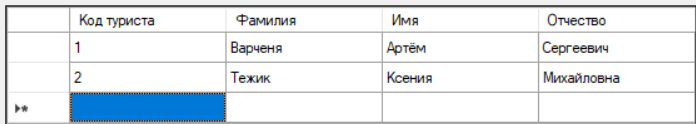 Код туриста Фамилия Имя Отчество
1 Варченя Артём Сергеевич
2 Тежик Ксения Михайловна